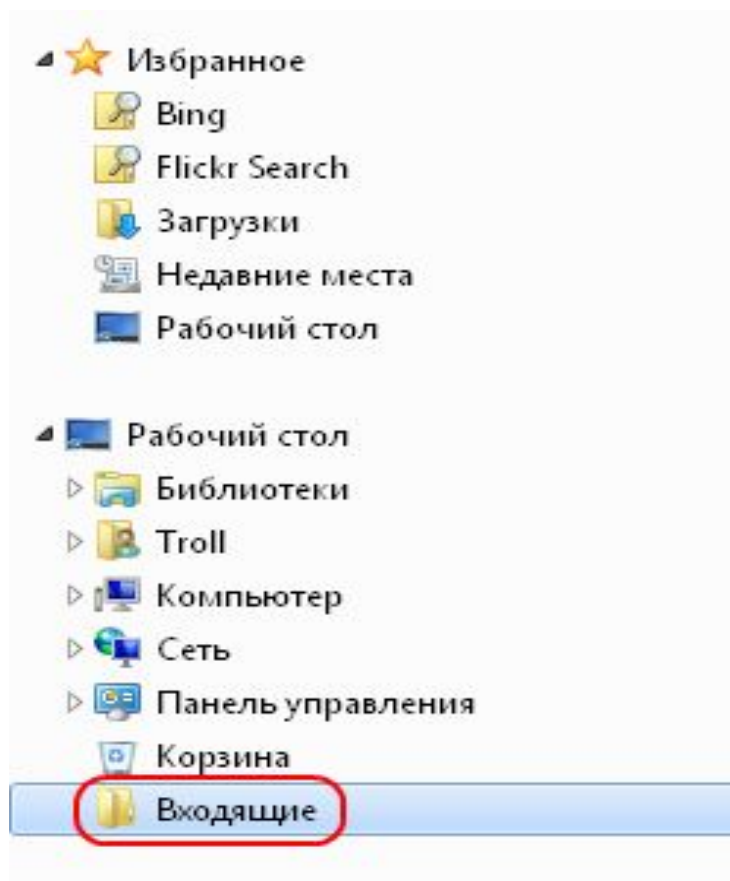 Избранное
Bing
Flickr Search
Загрузки
Недавние места
Рабочий стол
Рабочий стол
Библиотеки
Troll
Компьютер
Сеть
Панель управления
Корзина
Входящие